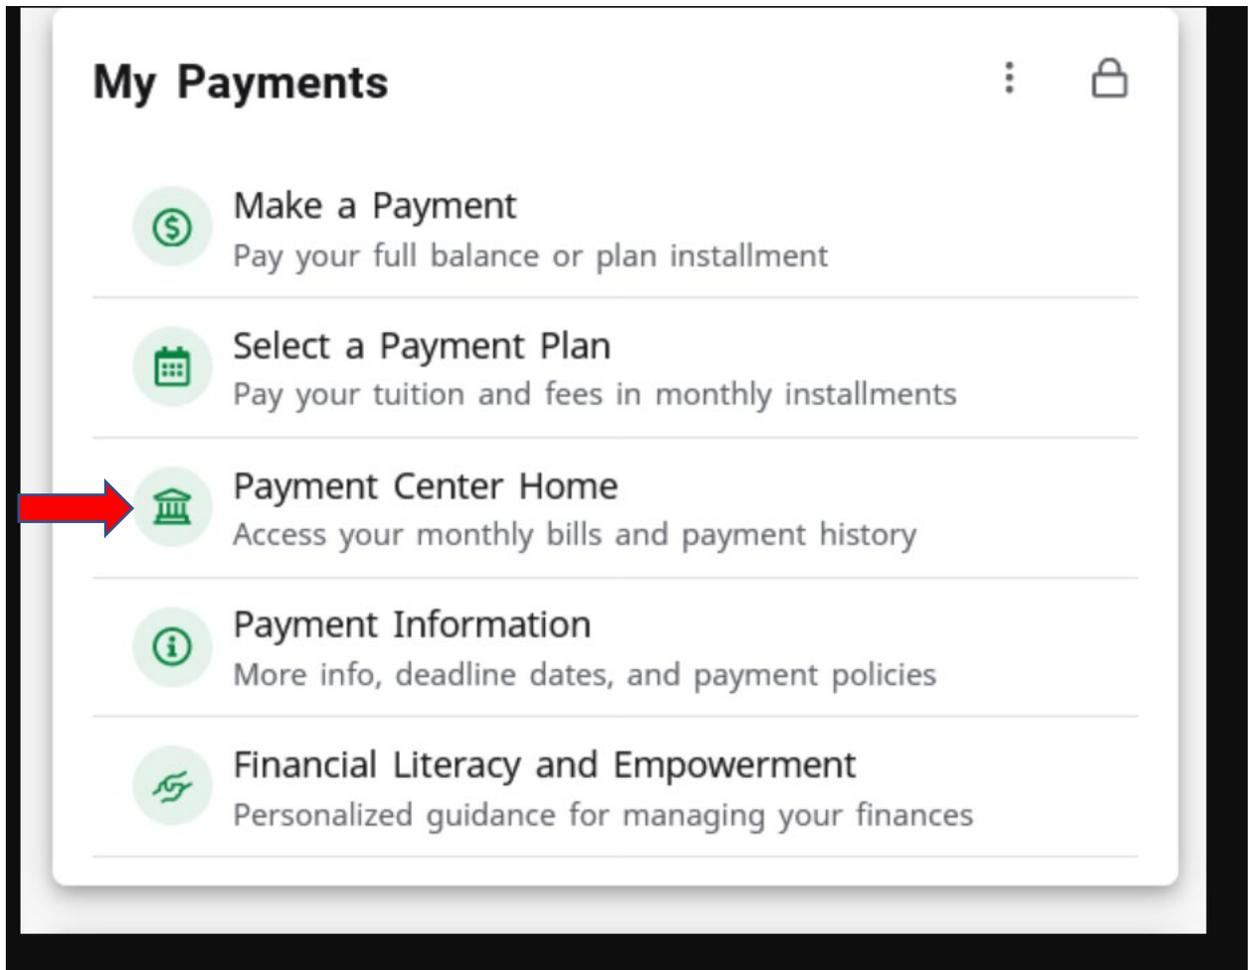 My Payments
Make a Payment
Pay your full balance or plan installment
Select a Payment Plan
Pay your tuition and fees in monthly installments
Payment Center Home
Access your monthly bills and payment history
Payment Information
More info, deadline dates, and payment policies
Financial Literacy and Empowerment
Personalized guidance for managing your finances